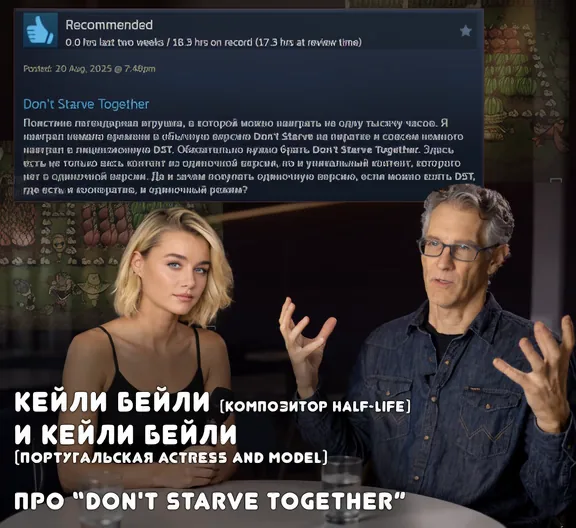 Recommended
0.0 hrs last two weeks / 18.3 hrs on record (17.3 hrs at review time)
Posted: 20 Aug, 2025 @ 7:48pm
Don't Starve Together
Поистине легендарная игрушка, в которой можно наиграть не одну тысячу часов. Я
наиграл немало времени в обычную версию Don't Starve на пиратке и совсем немного
наиграл в лицензионную DST. Обязательно нужно брать Don't Starve Together. Здесь
есть не только весь контент из одиночной версии, но и уникальный контент, которого
нет в одиночной версии. Да и зачем покупать одиночную версию, если можно взять DST,
где есть и кооператив, и одиночный режим?
КЕЙЛИ БЕЙЛИ [КОМПОЗИТОР HALF-LIFE]
И КЕЙЛИ БЕЙЛИ
[ПОРТУГАЛЬСКАЯ ACTRESS AND MODEL]
ПРО "DON'T STARVE TOGETHER"